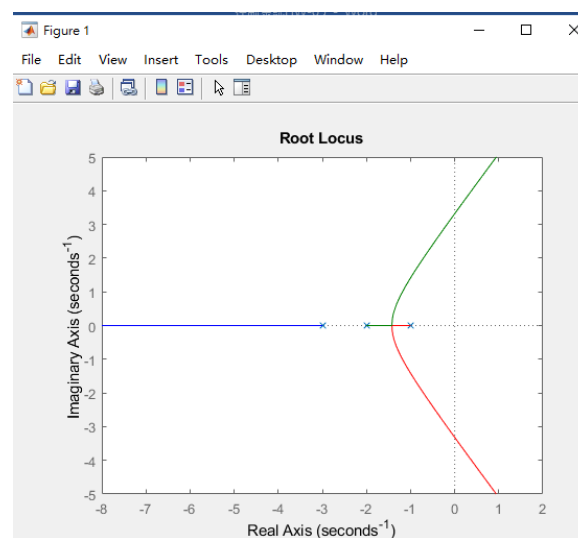 Figure 1
File Edit View Insert Tools Desktop Window Help
Root Locus
5
4
3
2
1
0
-1
-2
-3
-4
-5
Imaginary Axis (seconds⁻¹)
-8 -7 -6 -5 -4 -3 -2 -1 0 1 2
Real Axis (seconds⁻¹)